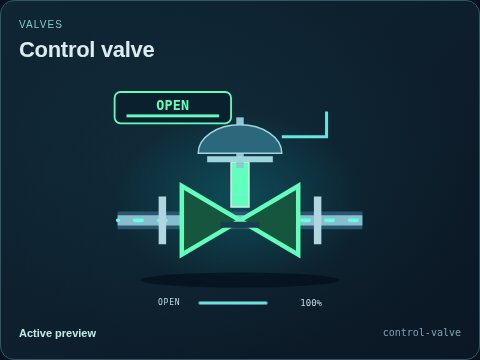 VALVES
Control valve
OPEN
OPEN 100%
Active preview
control-valve